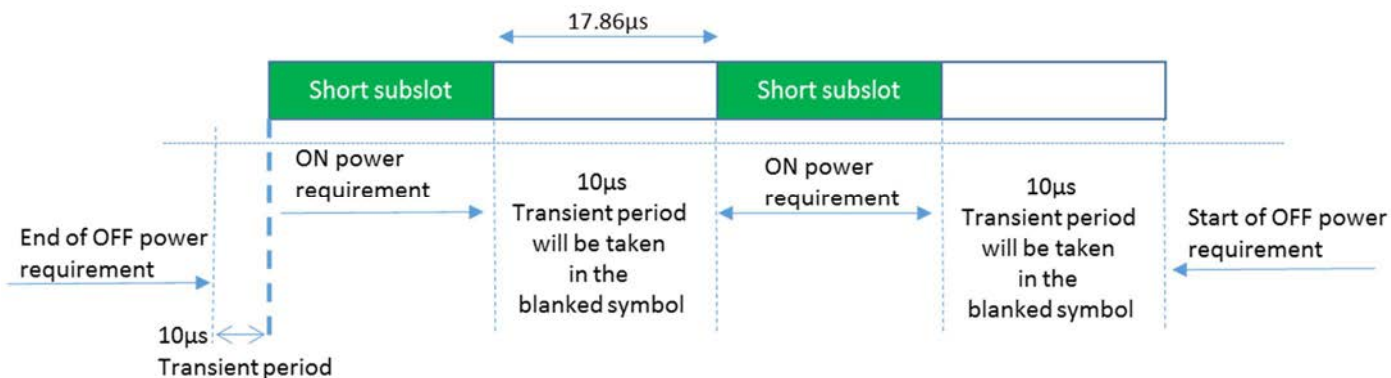 17.86µs
Short subslot
Short subslot
ON power
requirement
10µs
Transient period
will be taken
in the
blanked symbol
ON power
requirement
10µs
Transient period
will be taken
in the
blanked symbol
End of OFF power
requirement
Start of OFF power
requirement
10µs
Transient period